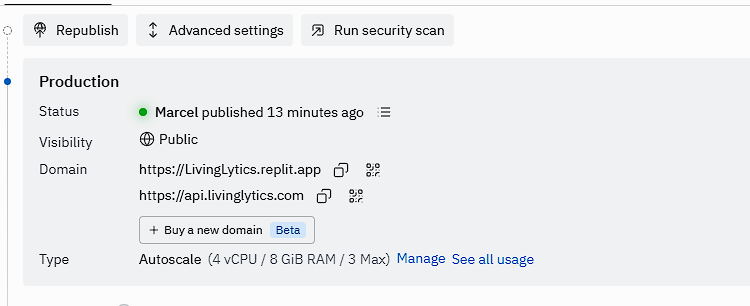 Republish Advanced settings Run security scan
Production
Status Marcel published 13 minutes ago
Visibility Public
Domain https://LivingLytics.replit.app
https://api.livinglytics.com
+ Buy a new domain Beta
Type Autoscale (4 vCPU / 8 GiB RAM / 3 Max) Manage See all usage